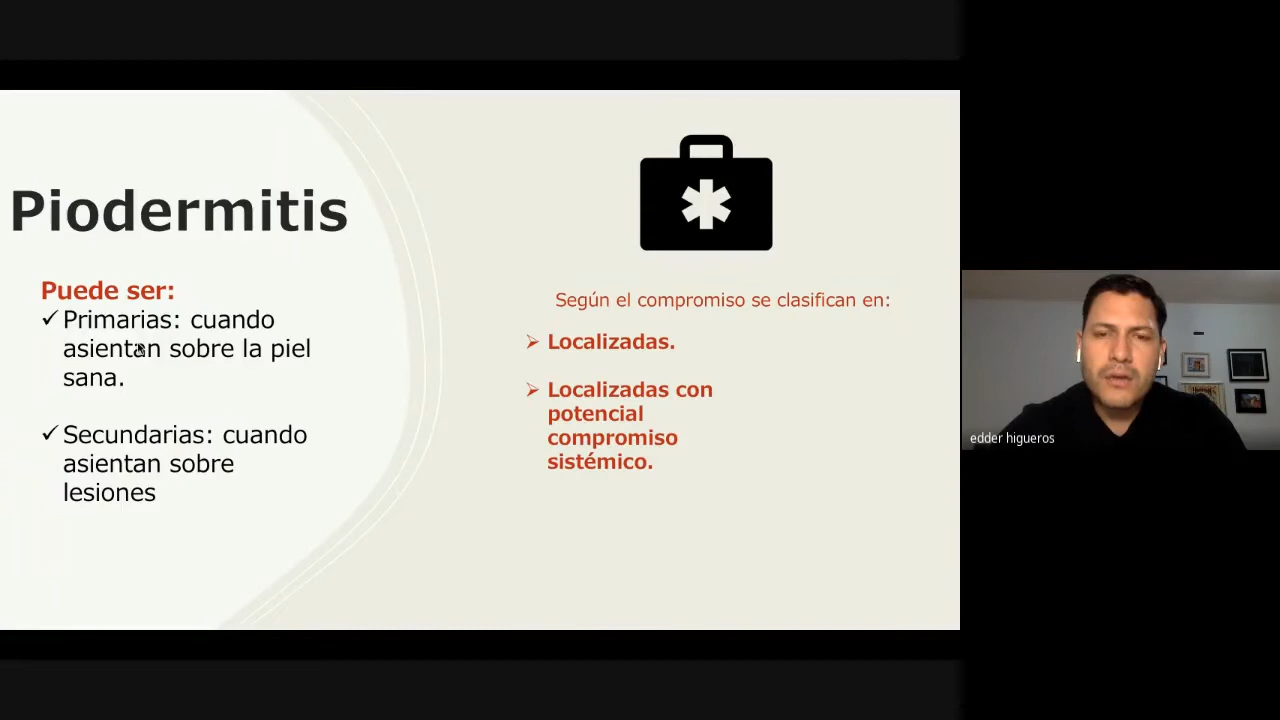 Piodermitis
Puede ser:
Primarias: cuando
asientan sobre la piel
sana.
Secundarias: cuando
asientan sobre
lesiones
Según el compromiso se clasifican en:
Localizadas.
Localizadas con
potencial
compromiso
sistémico.
edder higueros